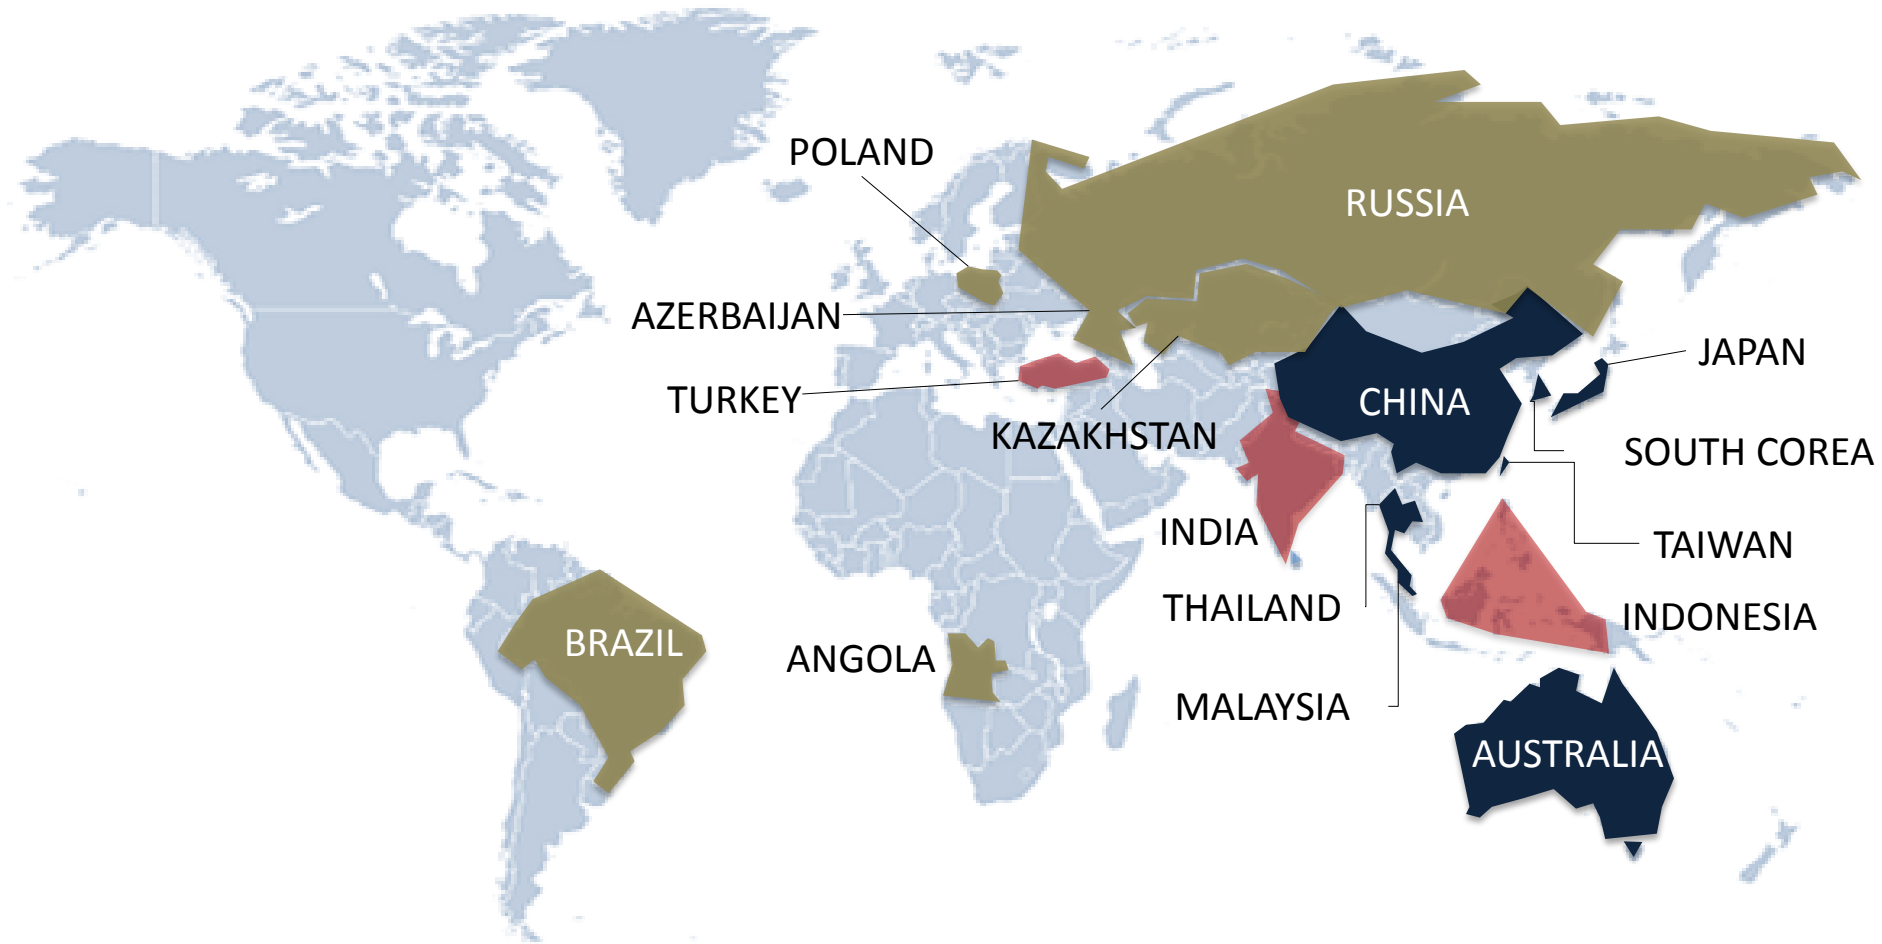 POLAND
RUSSIA
AZERBAIJAN
JAPAN
TURKEY
CHINA
KAZAKHSTAN
SOUTH COREA
INDIA
TAIWAN
THAILAND
INDONESIA
BRAZIL
ANGOLA
MALAYSIA
AUSTRALIA